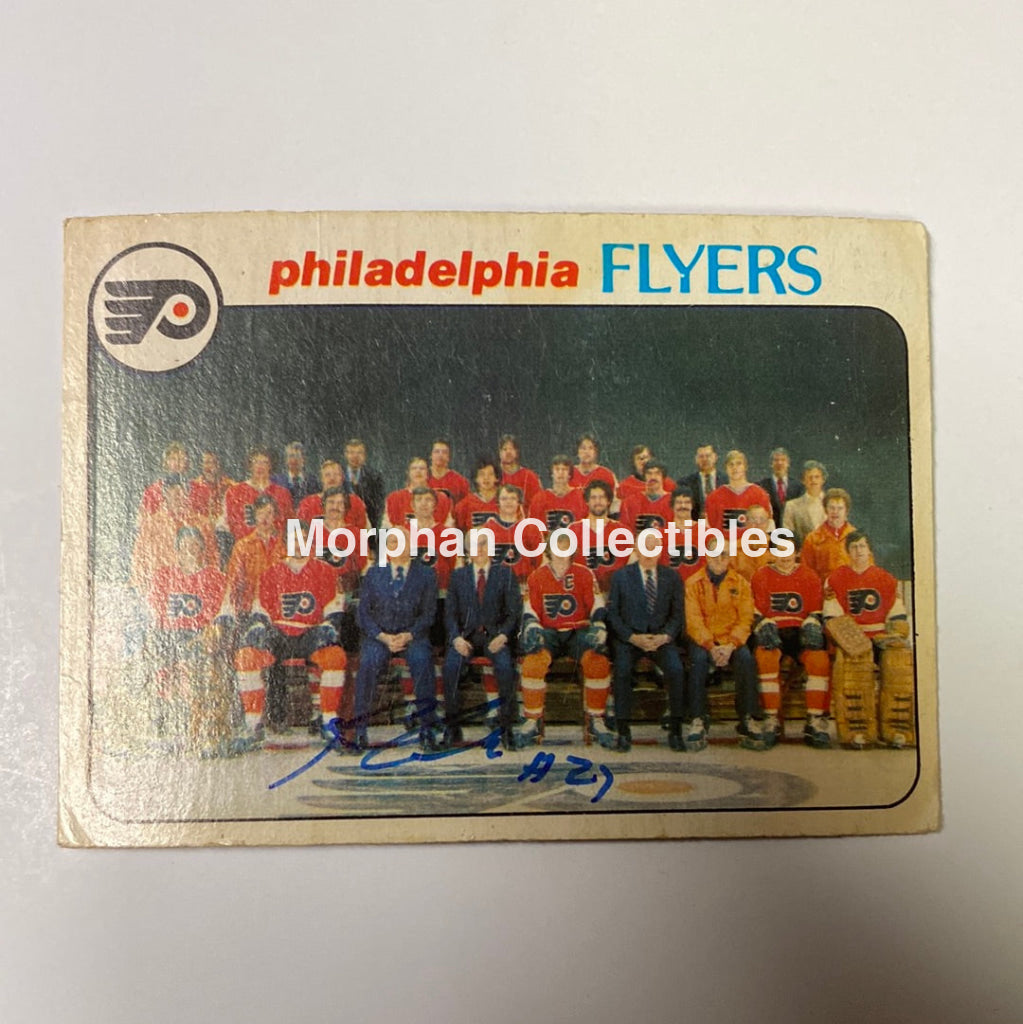 philadelphia FLYERS
Morphan Collectibles
C
#27